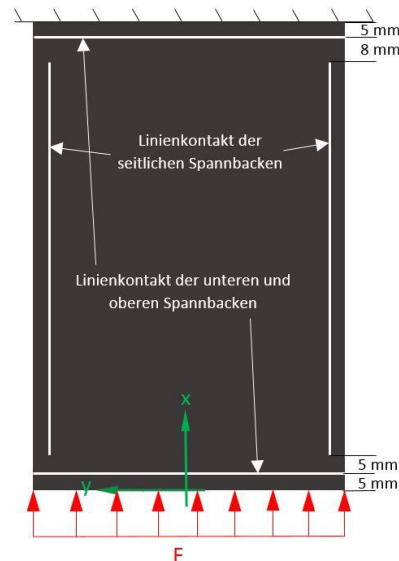 5 mm
8 mm
Linienkontakt der
seitlichen Spannbacken
Linienkontakt der unteren und
oberen Spannbacken
x
y
5 mm
5 mm
F